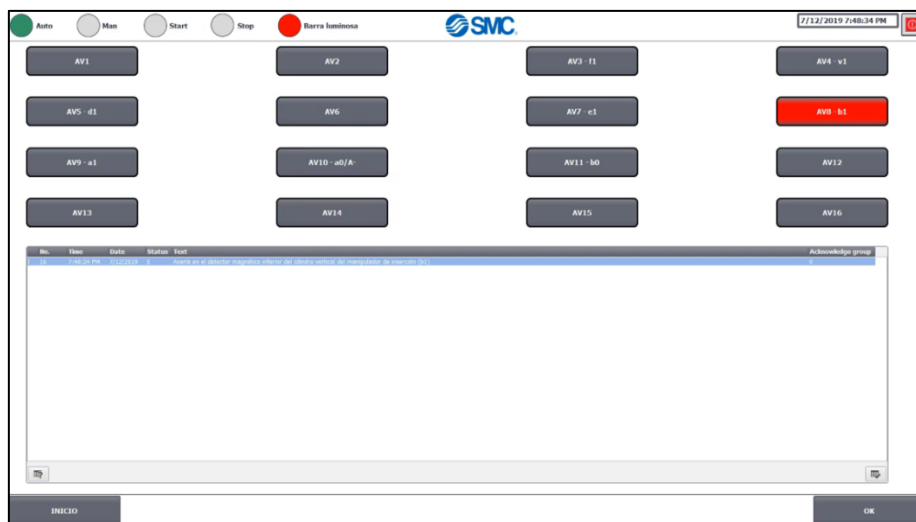 Auto Man Start Stop Barra luminosa SMC. 7/12/2019 7:48:34 PM
AV1 AV2 AV3 - f1 AV4 - v1
AV5 - d1 AV6 AV7 - e1 AV8 - b1
AV9 - a1 AV10 - a0/A- AV11 - b0 AV12
AV13 AV14 AV15 AV16
No. Time Date Status Text Acknowledge group
16 7:48:24 PM 7/12/2019 E Avería en el detector magnético inferior del cilindro vertical del manipulador de inserción (b1) 0
INICIO OK